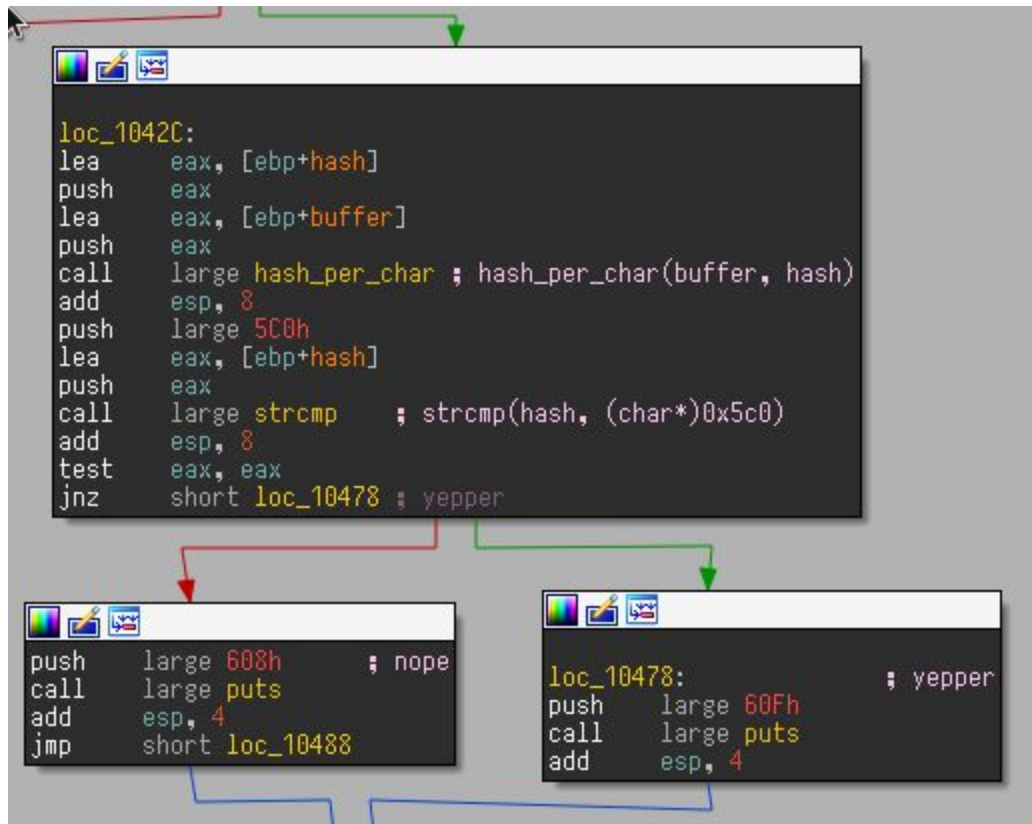 loc_1042C:
lea eax, [ebp+hash]
push eax
lea eax, [ebp+buffer]
push eax
call large hash_per_char ; hash_per_char(buffer, hash)
add esp, 8
push large 5C0h
lea eax, [ebp+hash]
push eax
call large strcmp ; strcmp(hash, (char*)0x5c0)
add esp, 8
test eax, eax
jnz short loc_10478 ; yepper
push large 608h ; nope
call large puts
add esp, 4
jmp short loc_10488
loc_10478: ; yepper
push large 60Fh
call large puts
add esp, 4